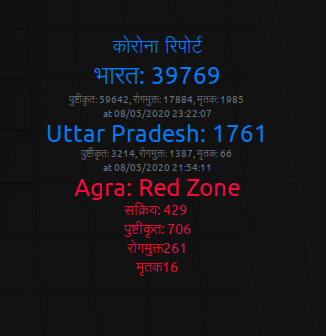 कोरोना रिपोर्ट
भारत: 39769
पुष्टीकृत: 59642, रोगमुक्त: 17884, मृतक: 1985
at 08/05/2020 23:22:07
Uttar Pradesh: 1761
पुष्टीकृत: 3214, रोगमुक्त: 1387, मृतक: 66
at 08/05/2020 21:54:11
Agra: Red Zone
सक्रिय: 429
पुष्टीकृत: 706
रोगमुक्त261
मृतक16